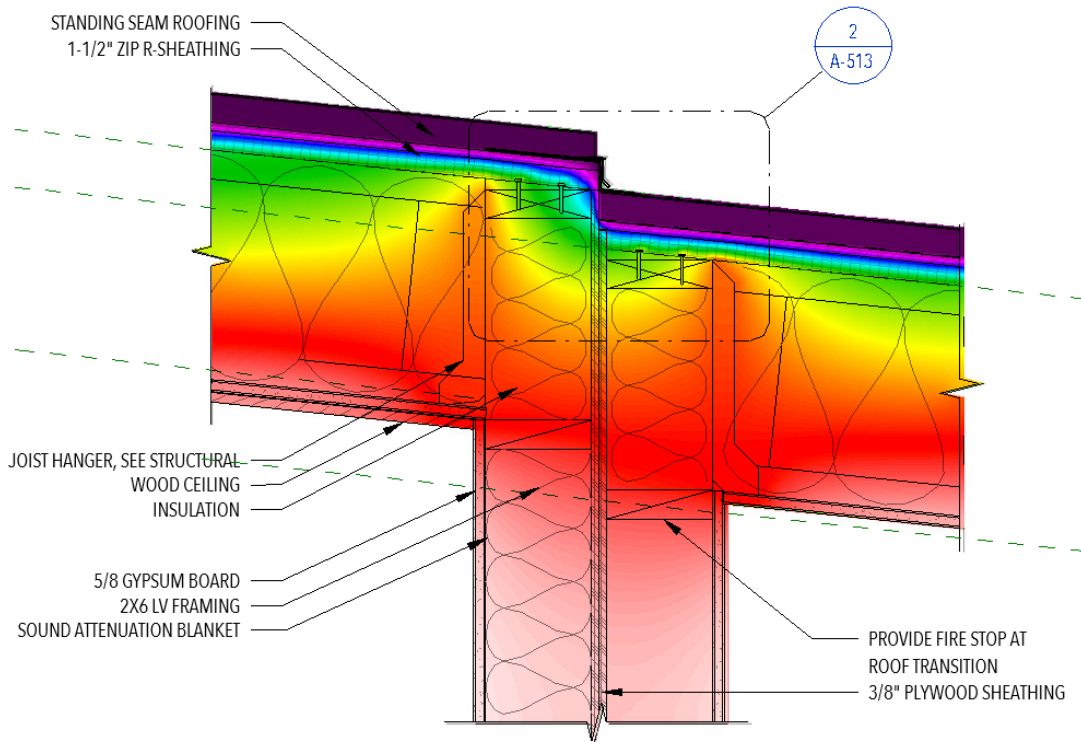 STANDING SEAM ROOFING
1-1/2" ZIP R-SHEATHING
2
A-513
JOIST HANGER, SEE STRUCTURAL
WOOD CEILING
INSULATION
5/8 GYPSUM BOARD
2X6 LV FRAMING
SOUND ATTENUATION BLANKET
PROVIDE FIRE STOP AT
ROOF TRANSITION
3/8" PLYWOOD SHEATHING